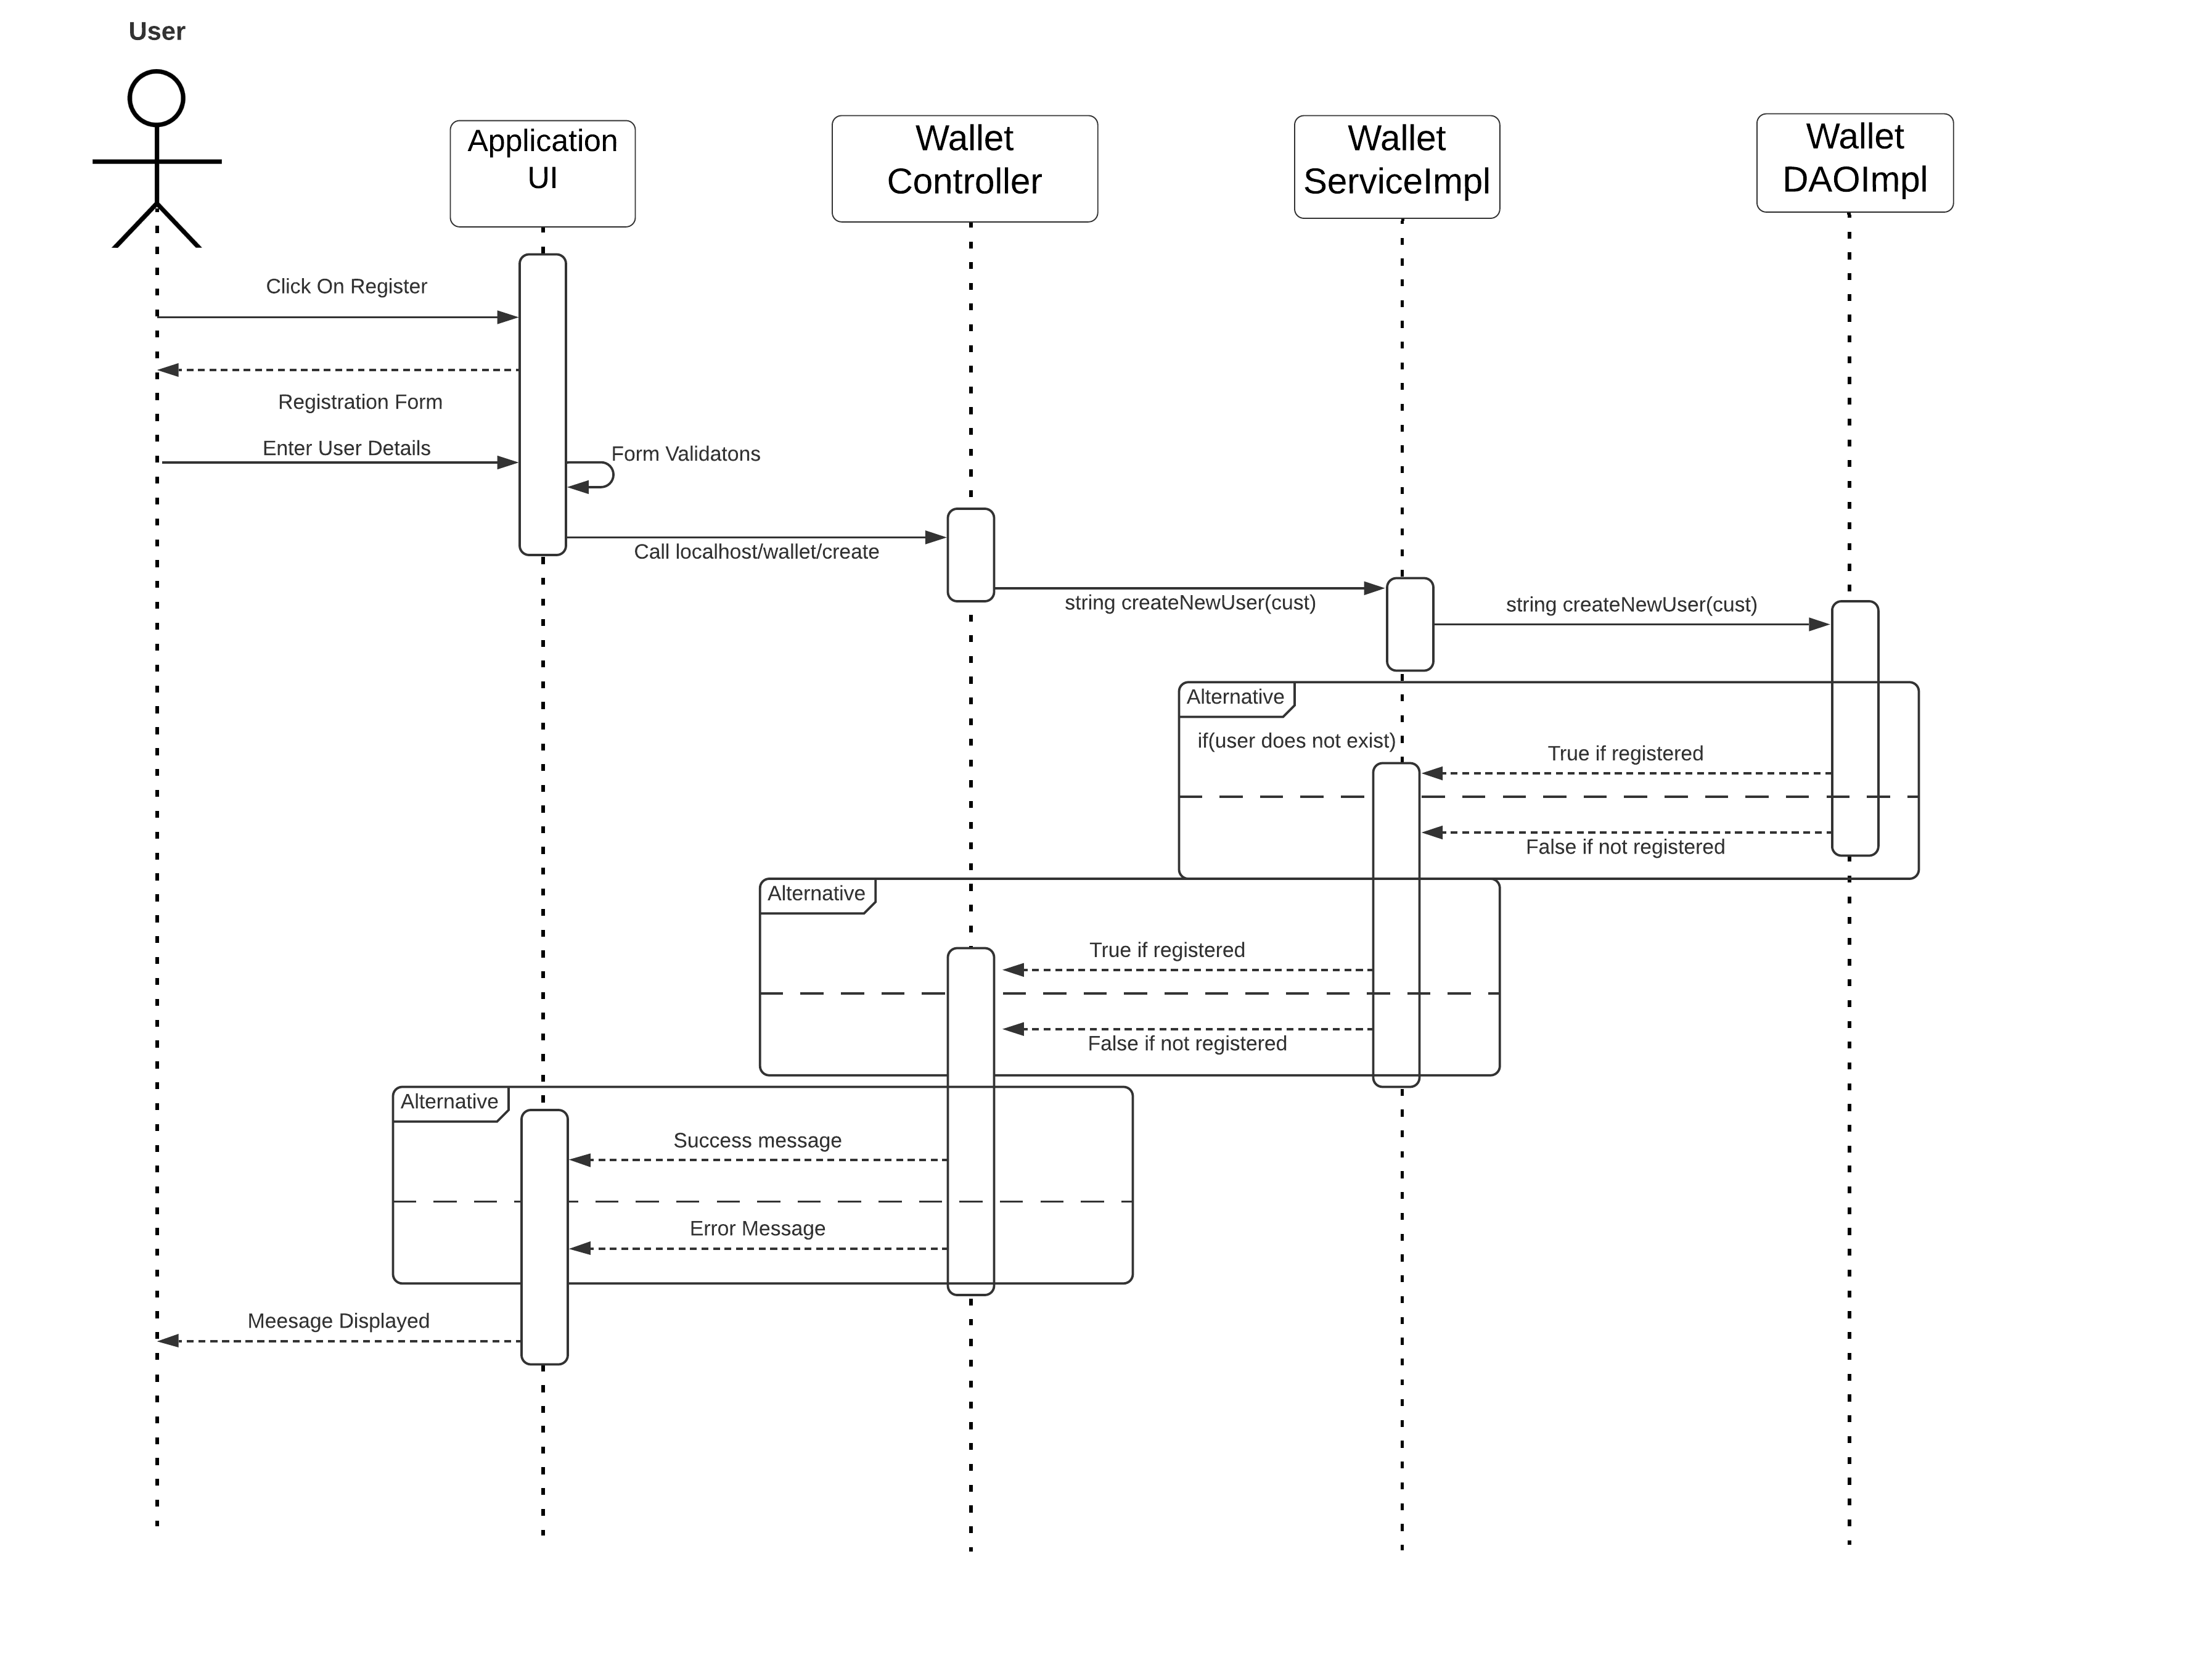 User
Application
UI
Wallet
Controller
Wallet
ServiceImpl
Wallet
DAOImpl
Click On Register
Registration Form
Enter User Details
Form Validatons
Call localhost/wallet/create
string createNewUser(cust)
string createNewUser(cust)
Alternative
if(user does not exist)
True if registered
False if not registered
Alternative
True if registered
False if not registered
Alternative
Success message
Error Message
Meesage Displayed